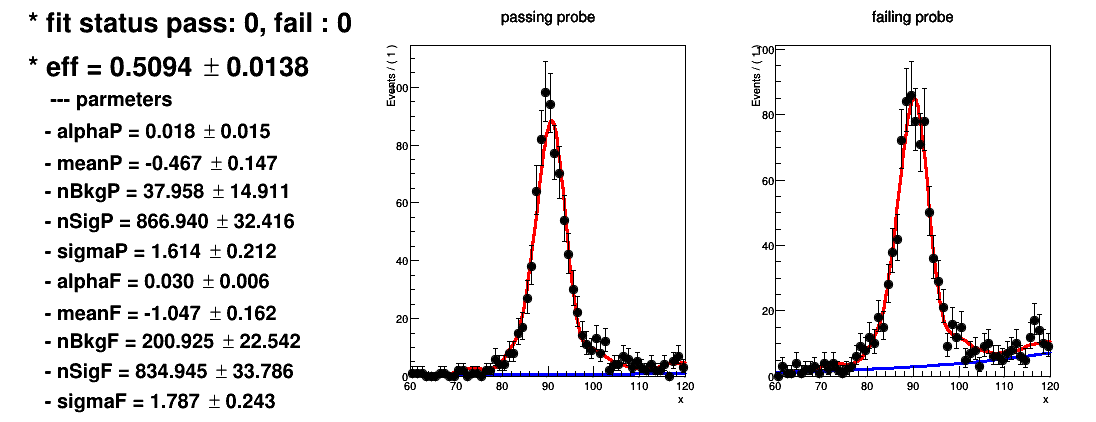 * fit status pass: 0, fail : 0
* eff = 0.5094 ± 0.0138
--- parmeters
- alphaP = 0.018 ± 0.015
- meanP = -0.467 ± 0.147
- nBkgP = 37.958 ± 14.911
- nSigP = 866.940 ± 32.416
- sigmaP = 1.614 ± 0.212
- alphaF = 0.030 ± 0.006
- meanF = -1.047 ± 0.162
- nBkgF = 200.925 ± 22.542
- nSigF = 834.945 ± 33.786
- sigmaF = 1.787 ± 0.243
passing probe
Events / ( 1 )
100
80
60
40
20
0
60 70 80 90 100 110 120
x
failing probe
Events / ( 1 )
100
80
60
40
20
0
60 70 80 90 100 110 120
x